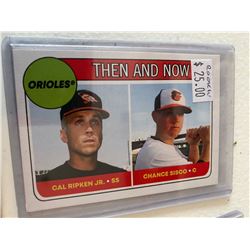 THEN AND NOW
ORIOLES
$25.00
CAL RIPKEN JR. • SS
CHANCE SISCO • C